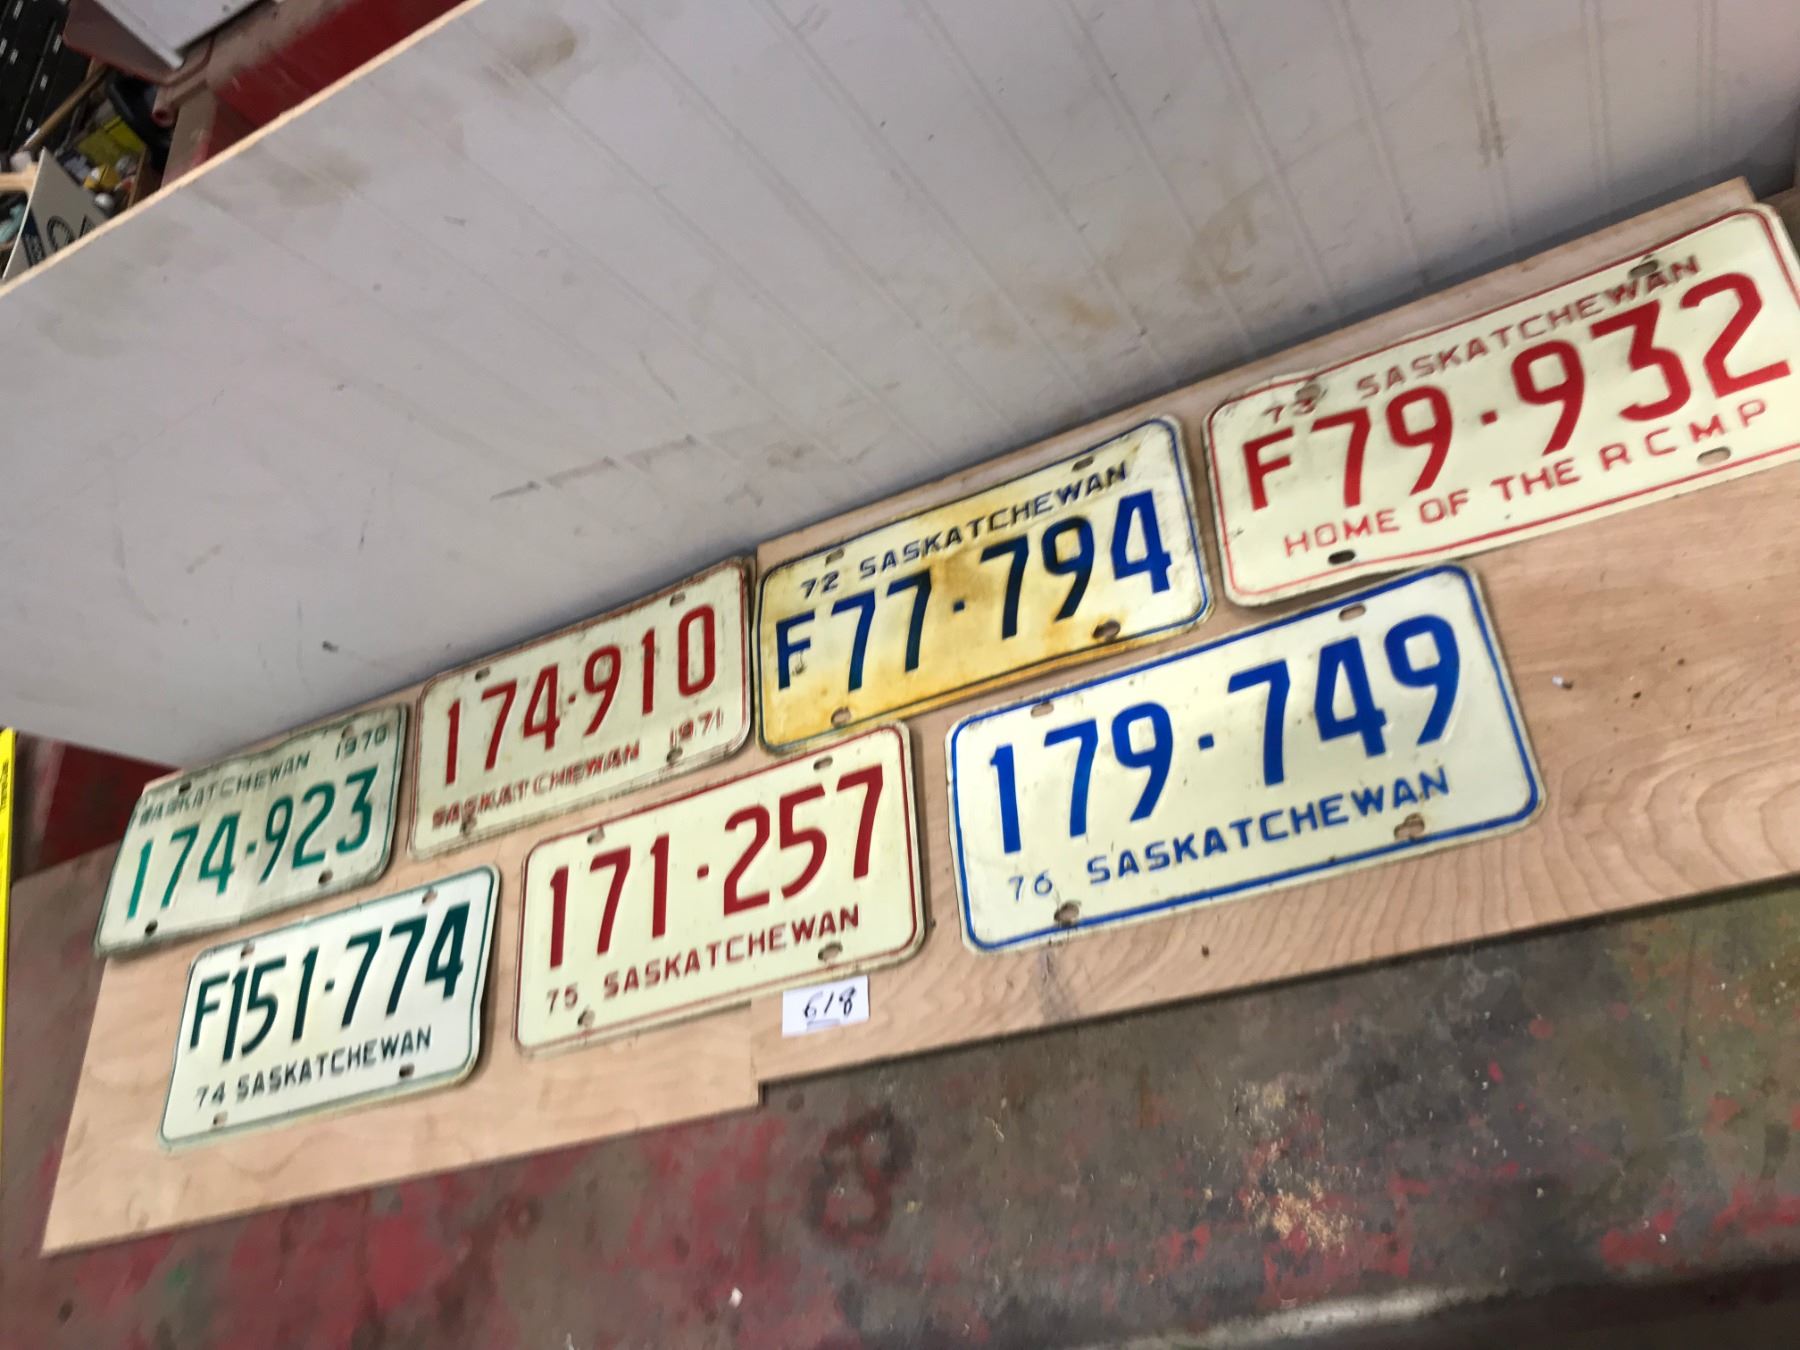 SASKATCHEWAN 1970
174-923
174-910
SASKATCHEWAN 1971
72 SASKATCHEWAN
F77-794
73 SASKATCHEWAN
F79-932
HOME OF THE RCMP
F151-774
74 SASKATCHEWAN
171-257
75 SASKATCHEWAN
179-749
76 SASKATCHEWAN
618